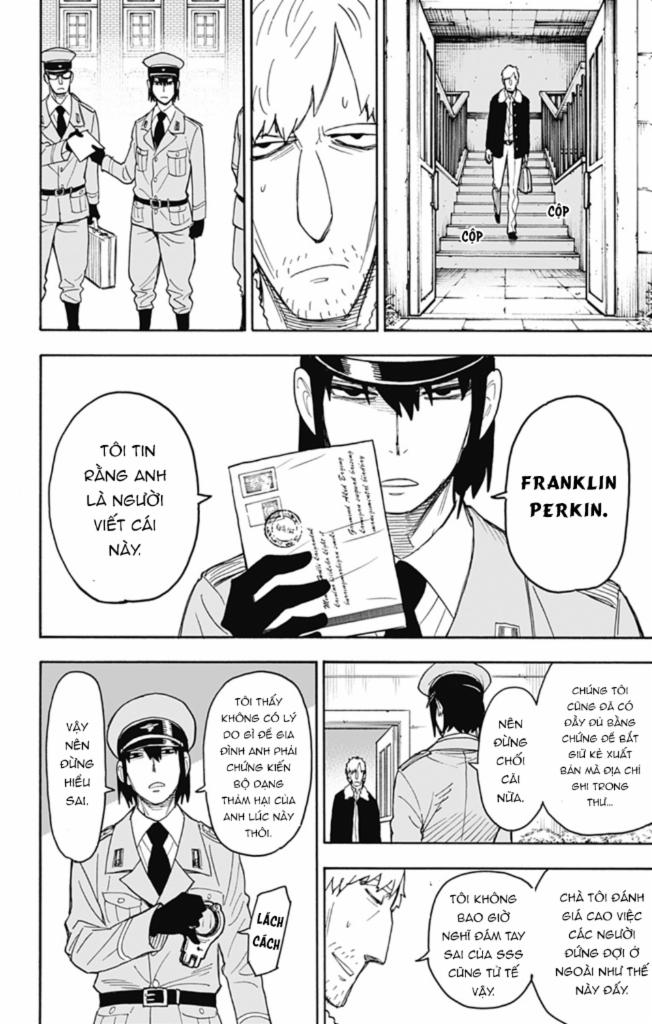 CỘP
CỘP
FRANKLIN
PERKIN.
TÔI TIN
RẰNG ANH
LÀ NGƯỜI
VIẾT CÁI
NÀY.
CHÚNG TÔI
CŨNG ĐÃ CÓ
ĐẦY ĐỦ BẰNG
CHỨNG ĐỂ BẮT
GIỮ KẺ XUẤT
BẢN MÀ ĐỊA CHỈ
GHI TRONG
THƯ...
NÊN
ĐỪNG
CHỐI
CÃI
NỮA.
TÔI THẤY
KHÔNG CÓ LÝ
DO GÌ ĐỂ GIA
ĐÌNH ANH PHẢI
CHỨNG KIẾN
BỘ DẠNG
THẢM HẠI CỦA
ANH LÚC NÀY
THÔI.
VẬY
NÊN
ĐỪNG
HIỂU
SAI.
LÁCH
CÁCH
CHÀ TÔI ĐÁNH
GIÁ CAO VIỆC
CÁC NGƯỜI
ĐỨNG ĐỢI Ở
NGOÀI NHƯ THẾ
NÀY ĐẤY.
TÔI KHÔNG
BAO GIỜ
NGHĨ ĐÁM TAY
SAI CỦA SSS
CŨNG TỬ TẾ
VẬY.